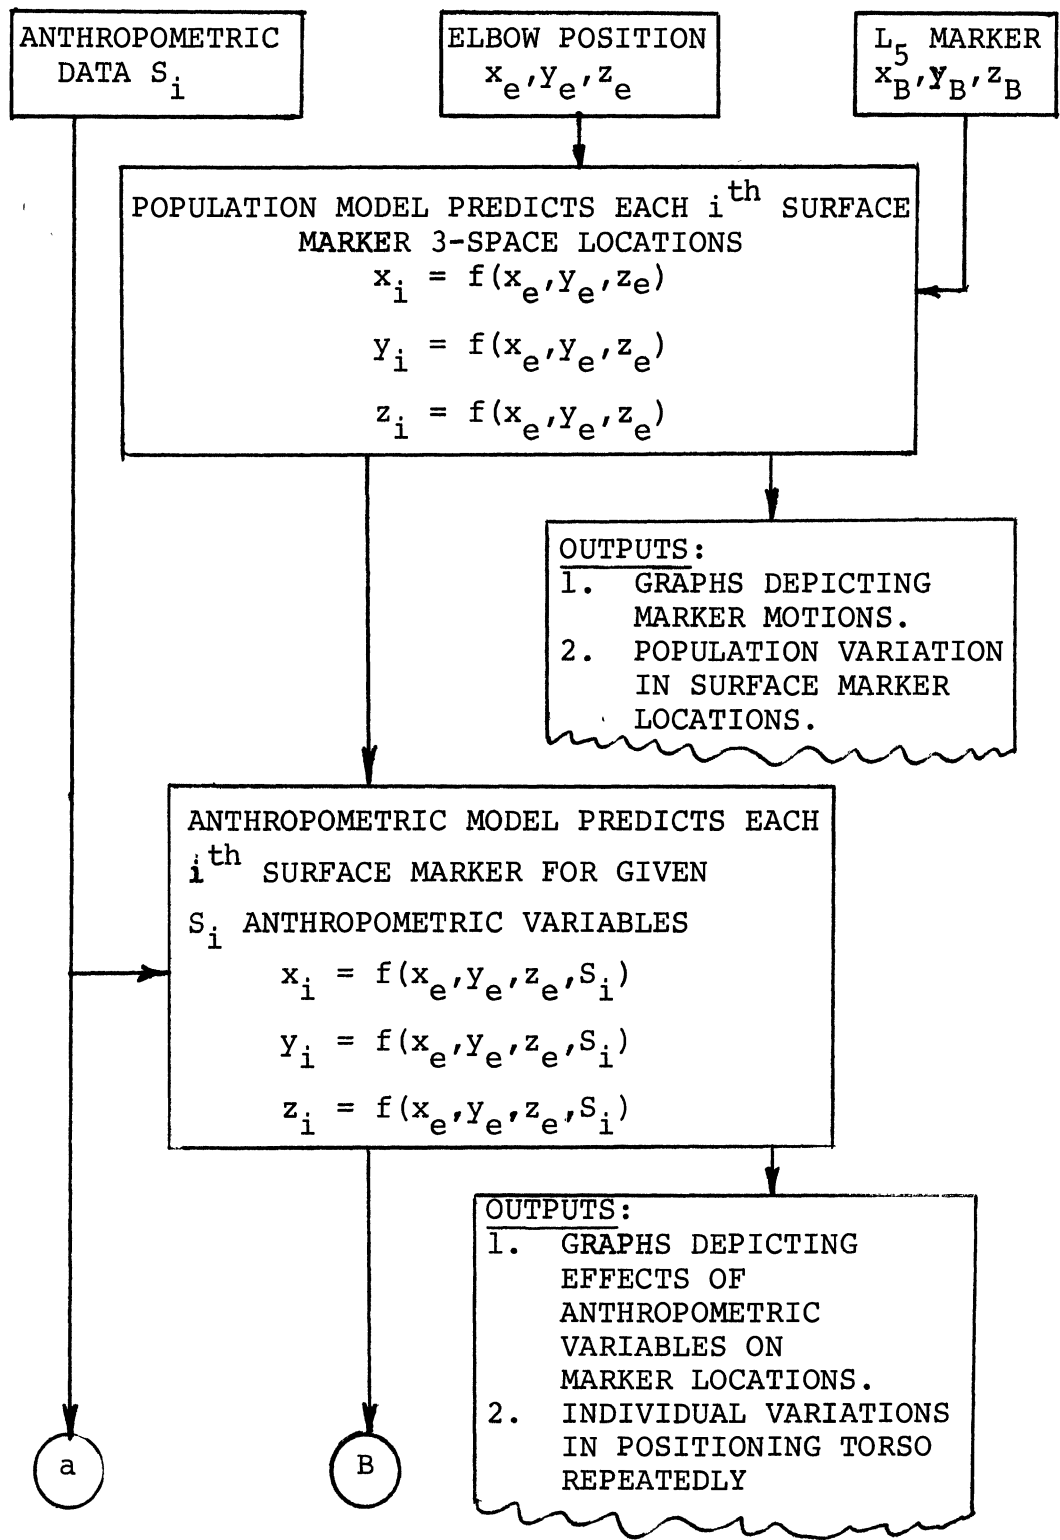 ANTHROPOMETRIC
DATA S_i
ELBOW POSITION
x_e,y_e,z_e
L_5 MARKER
x_B,y_B,z_B
POPULATION MODEL PREDICTS EACH i^th SURFACE
MARKER 3-SPACE LOCATIONS
x_i = f(x_e,y_e,z_e)
y_i = f(x_e,y_e,z_e)
z_i = f(x_e,y_e,z_e)
OUTPUTS:
1. GRAPHS DEPICTING
MARKER MOTIONS.
2. POPULATION VARIATION
IN SURFACE MARKER
LOCATIONS.
ANTHROPOMETRIC MODEL PREDICTS EACH
i^th SURFACE MARKER FOR GIVEN
S_i ANTHROPOMETRIC VARIABLES
x_i = f(x_e,y_e,z_e,S_i)
y_i = f(x_e,y_e,z_e,S_i)
z_i = f(x_e,y_e,z_e,S_i)
OUTPUTS:
1. GRAPHS DEPICTING
EFFECTS OF
ANTHROPOMETRIC
VARIABLES ON
MARKER LOCATIONS.
2. INDIVIDUAL VARIATIONS
IN POSITIONING TORSO
REPEATEDLY
a
B